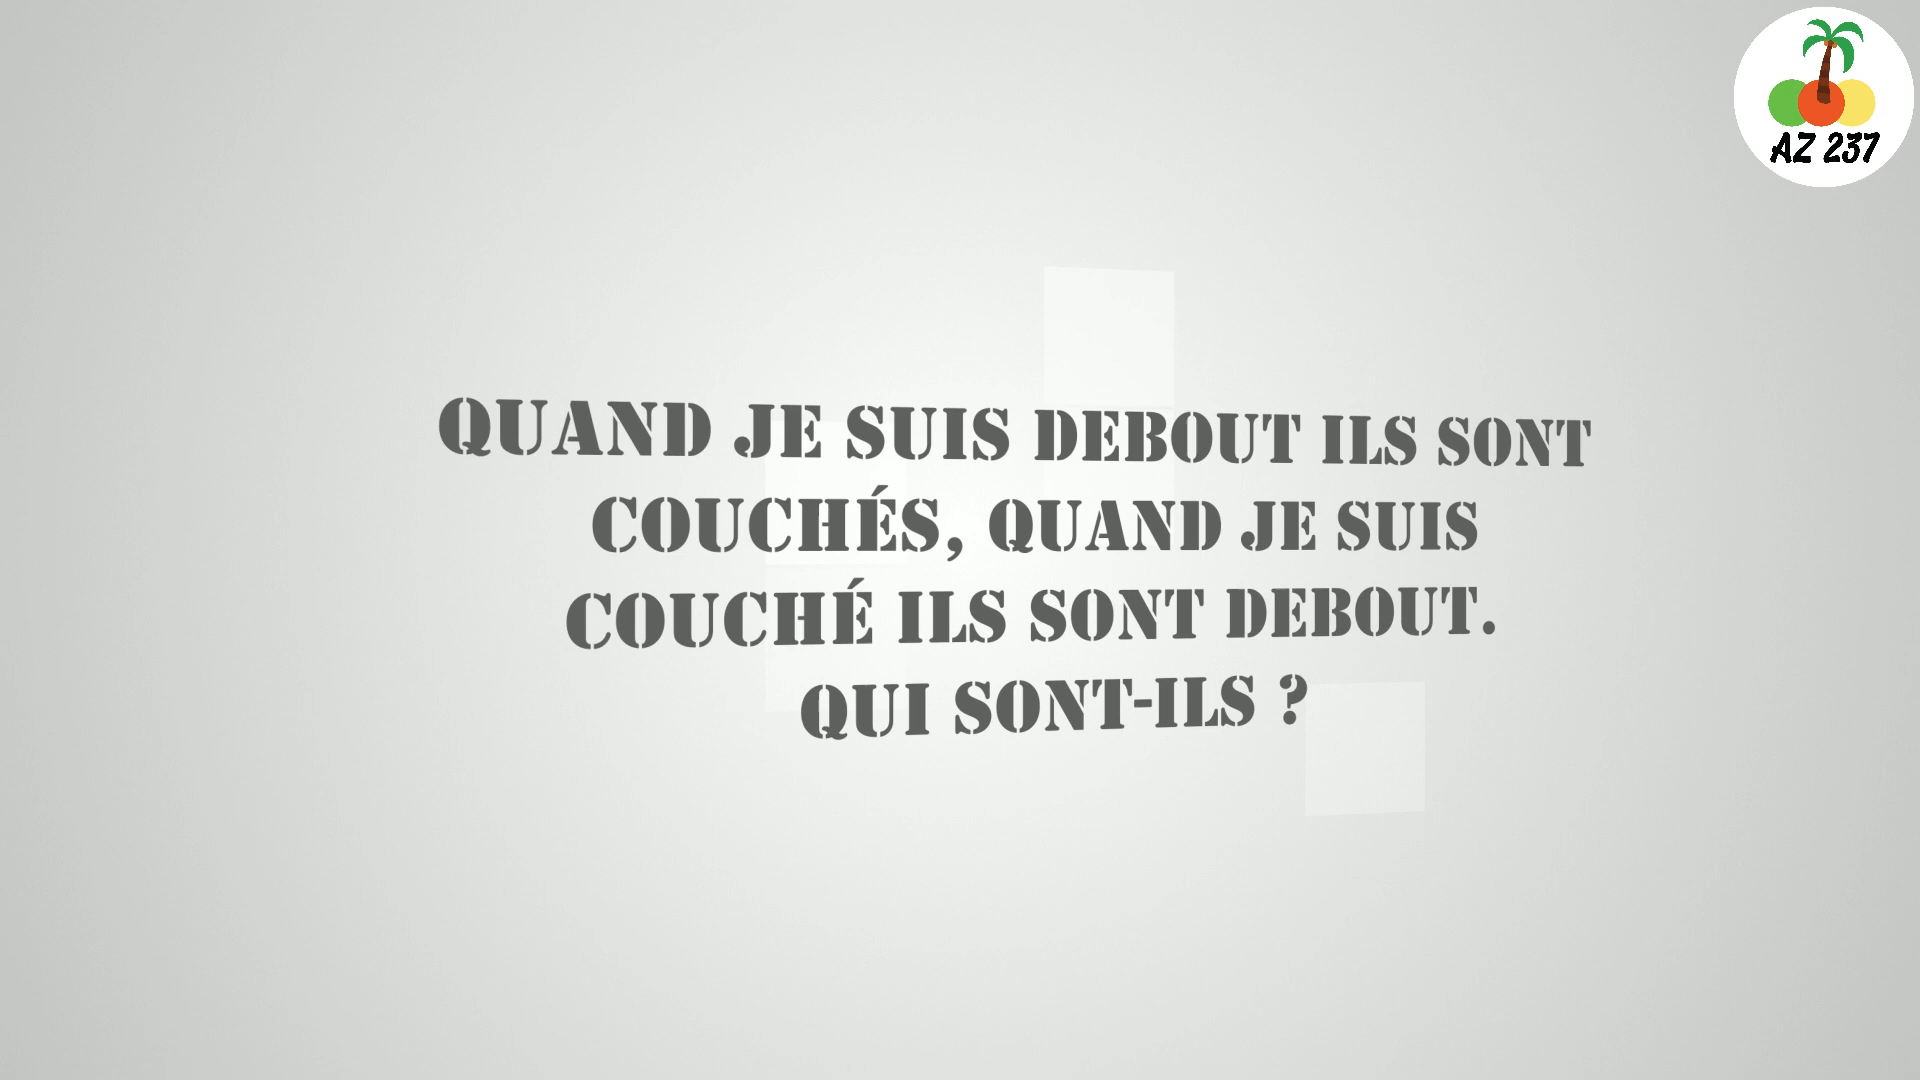 AZ 237
QUAND JE SUIS DEBOUT ILS SONT
COUCHÉS, QUAND JE SUIS
COUCHÉ ILS SONT DEBOUT.
QUI SONT-ILS ?